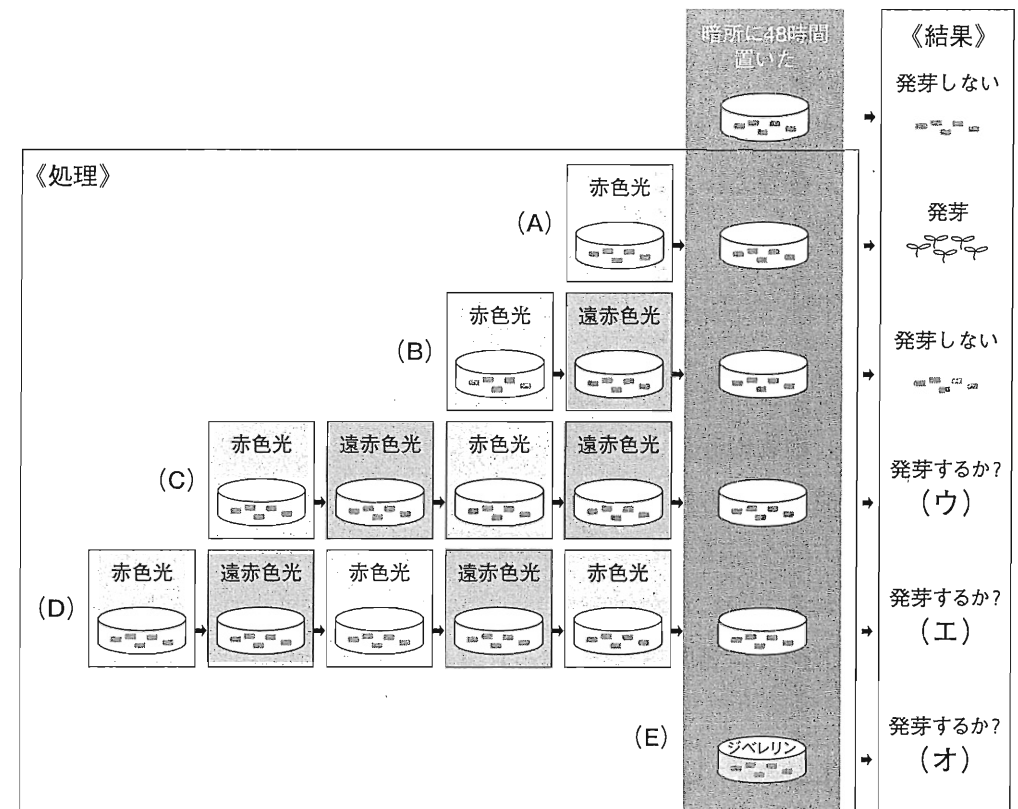 暗所に48時間
置いた
《結果》
発芽しない
《処理》
(A)
赤色光
発芽
(B)
赤色光
遠赤色光
発芽しない
(C)
赤色光
遠赤色光
赤色光
遠赤色光
発芽するか?
(ウ)
(D)
赤色光
遠赤色光
赤色光
遠赤色光
赤色光
発芽するか?
(エ)
(E)
ジベレリン
発芽するか?
(オ)